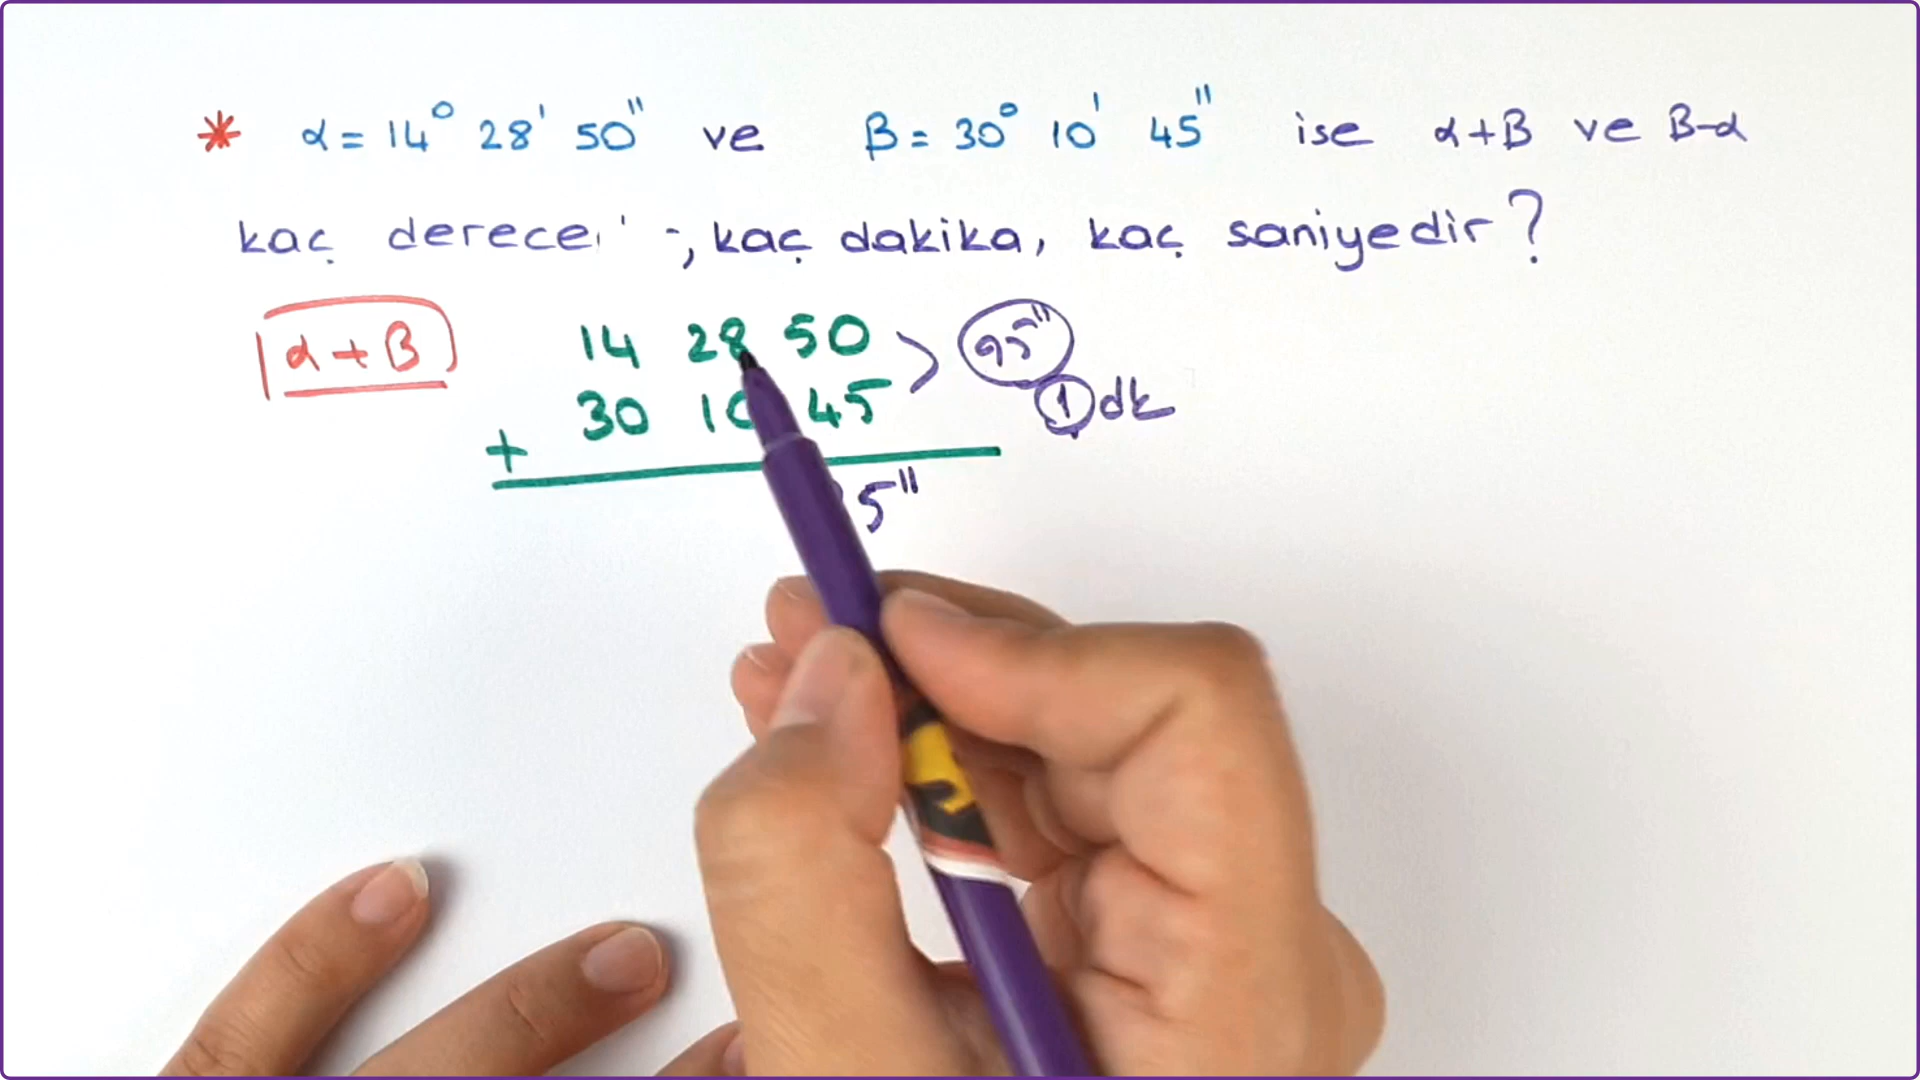 * α = 14° 28' 50" ve β = 30° 10' 45" ise α+β ve β-α
kaç derece, kaç dakika, kaç saniyedir?
α + β
14 28 50 > 95"
30 10 45 1 dk
+
5"